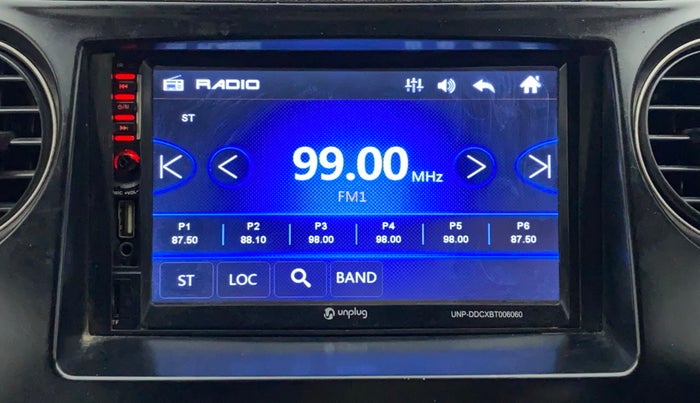 RADIO
ST
99.00 MHz
FM1
P1 P2 P3 P4 P5 P6
87.50 88.10 98.00 98.00 98.00 87.50
ST LOC BAND
unplug UNP-DDCXBT006060